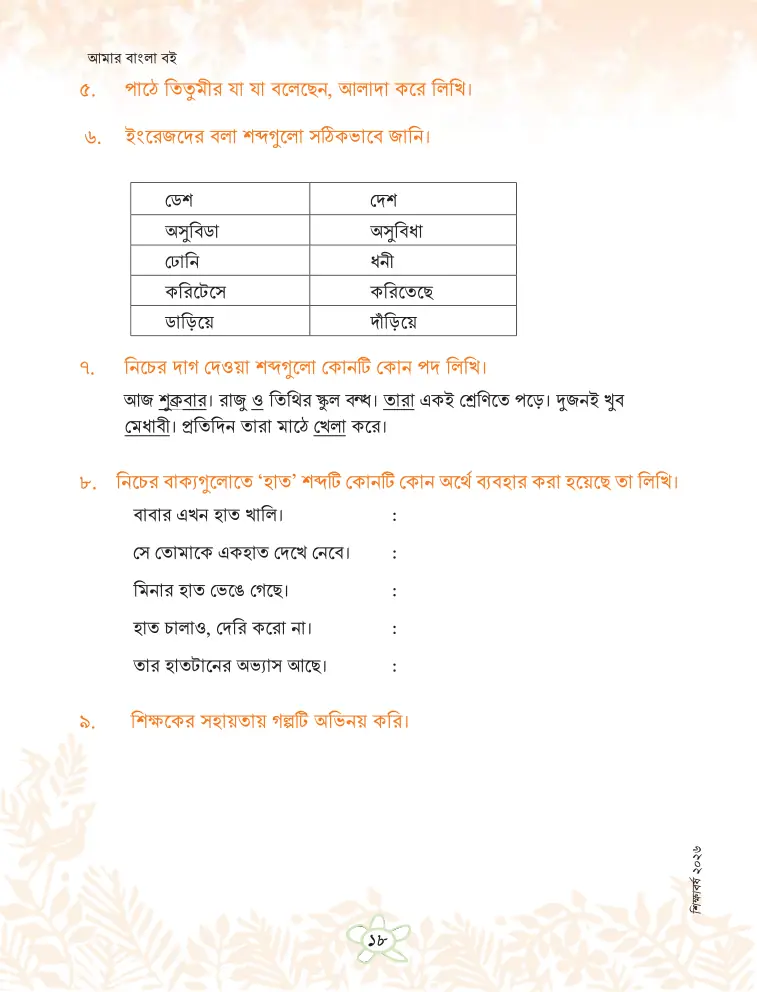 আমার বাংলা বই
৫. পাঠে তিতুমীর যা যা বলেছেন, আলাদা করে লিখি।
৬. ইংরেজদের বলা শব্দগুলো সঠিকভাবে জানি।
ডেশ দেশ
অসুবিডা অসুবিধা
ঢোনি ধনী
করিটেসে করিতেছে
ডাড়িয়ে দাঁড়িয়ে
৭. নিচের দাগ দেওয়া শব্দগুলো কোনটি কোন পদ লিখি।
আজ শুক্রবার। রাজু ও তিথির স্কুল বন্ধ। তারা একই শ্রেণিতে পড়ে। দুজনই খুব
মেধাবী। প্রতিদিন তারা মাঠে খেলা করে।
৮. নিচের বাক্যগুলোতে ‘হাত’ শব্দটি কোনটি কোন অর্থে ব্যবহার করা হয়েছে তা লিখি।
বাবার এখন হাত খালি। :
সে তোমাকে একহাত দেখে নেবে। :
মিনার হাত ভেঙে গেছে। :
হাত চালাও, দেরি করো না। :
তার হাতটানের অভ্যাস আছে। :
৯. শিক্ষকের সহায়তায় গল্পটি অভিনয় করি।
শিক্ষাবর্ষ ২০২৬
১৮